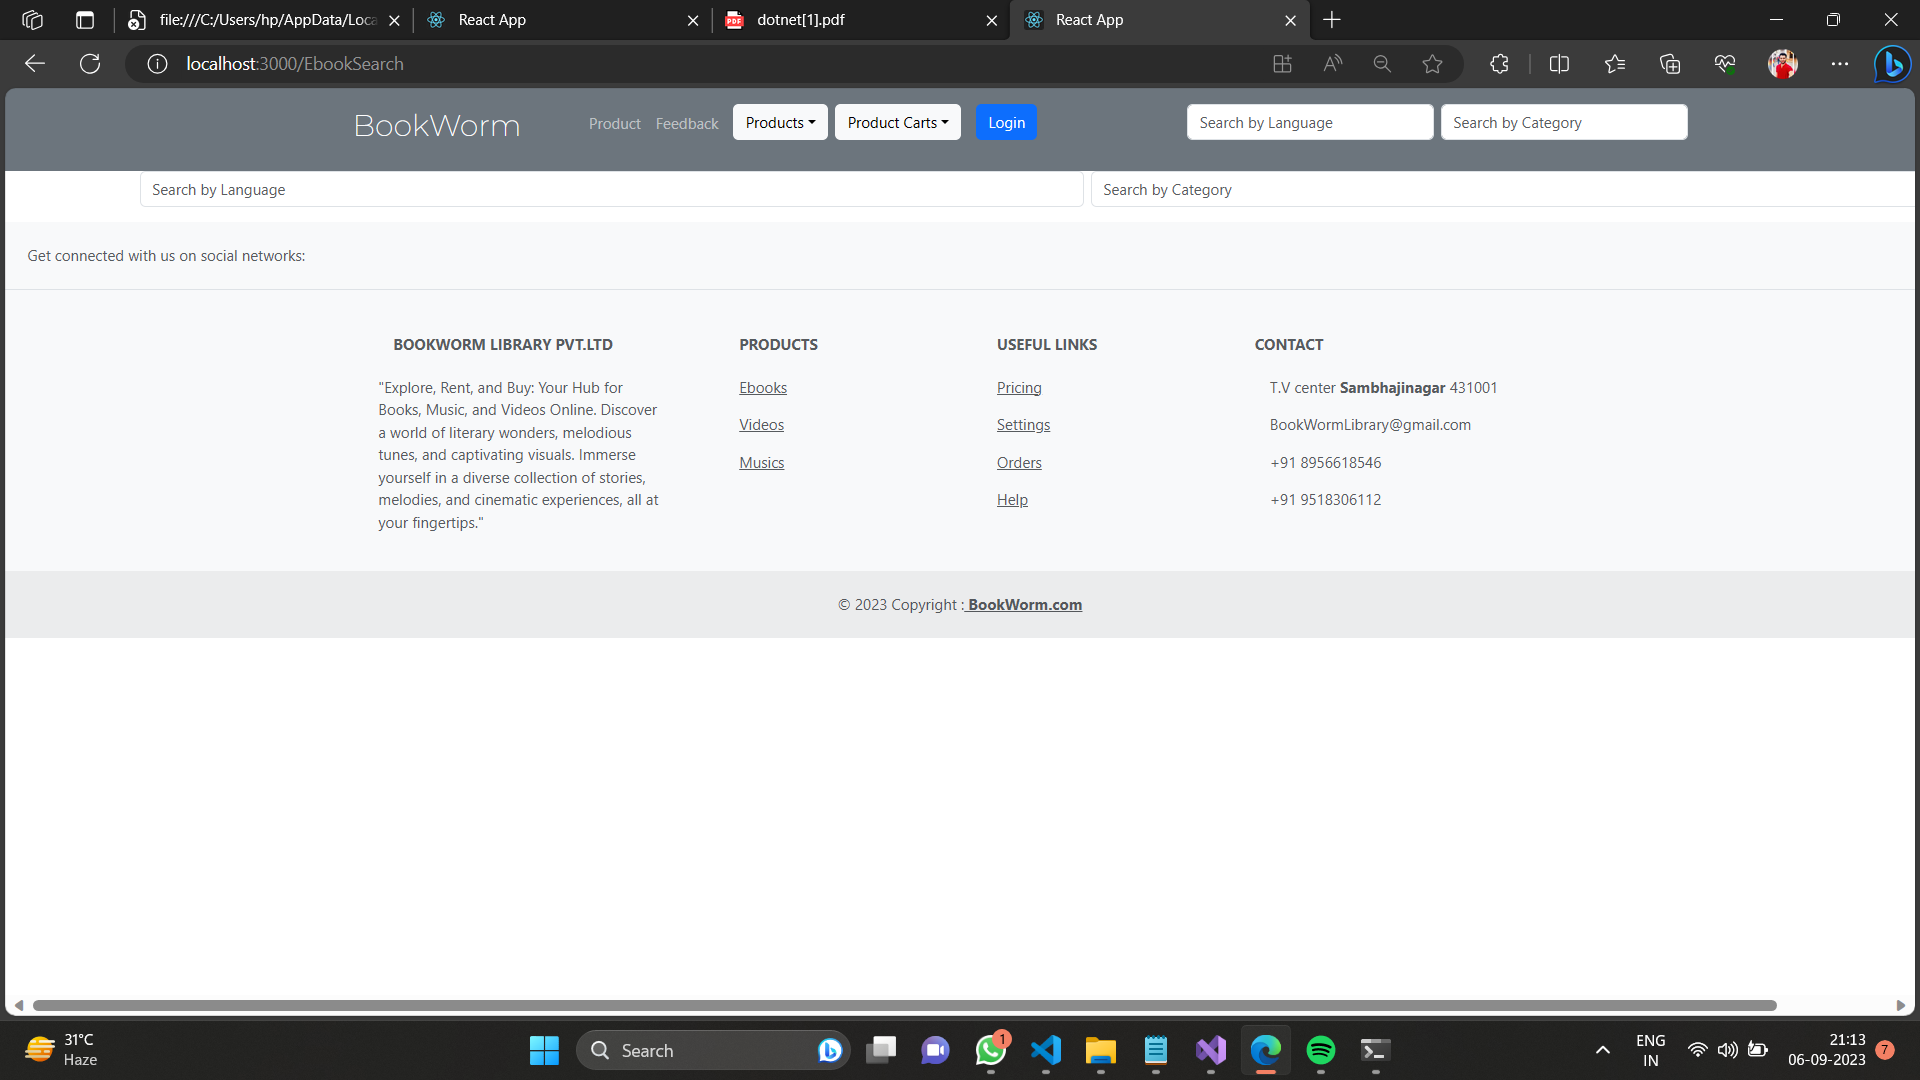 file:///C:/Users/hp/AppData/Loca
React App
dotnet[1].pdf
React App
localhost:3000/EbookSearch
BookWorm
Product
Feedback
Products
Product Carts
Login
Search by Language
Search by Category
Search by Language
Search by Category
Get connected with us on social networks:
BOOKWORM LIBRARY PVT.LTD
"Explore, Rent, and Buy: Your Hub for
Books, Music, and Videos Online. Discover
a world of literary wonders, melodious
tunes, and captivating visuals. Immerse
yourself in a diverse collection of stories,
melodies, and cinematic experiences, all at
your fingertips."
PRODUCTS
Ebooks
Videos
Musics
USEFUL LINKS
Pricing
Settings
Orders
Help
CONTACT
T.V center Sambhajinagar 431001
BookWormLibrary@gmail.com
+91 8956618546
+91 9518306112
© 2023 Copyright : BookWorm.com
31°C
Haze
Search
1
ENG
IN
21:13
06-09-2023
7